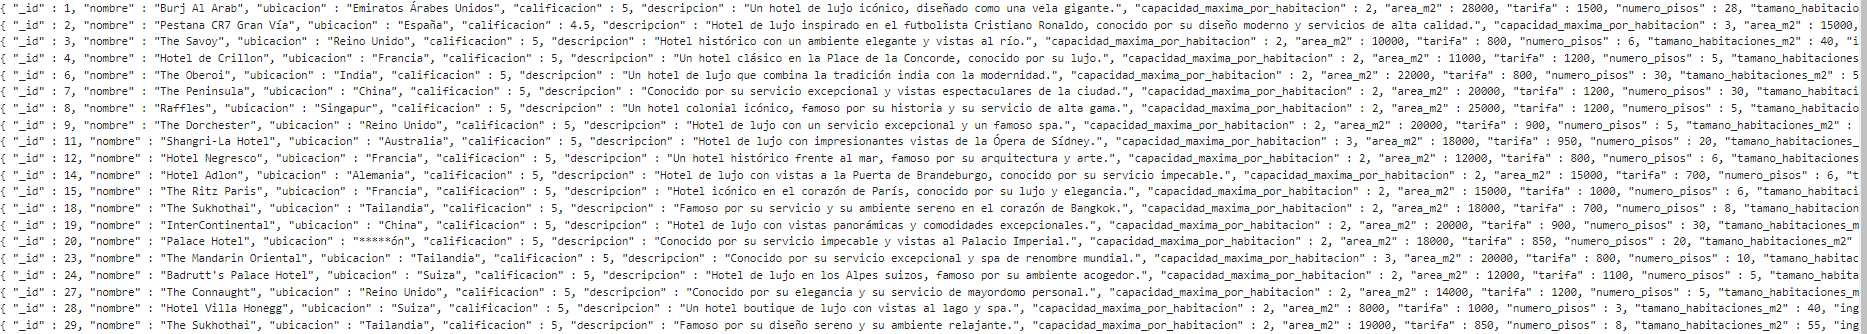 { "_id" : 1, "nombre" : "Burj Al Arab", "ubicacion" : "Emiratos Árabes Unidos", "calificacion" : 5, "descripcion" : "Un hotel de lujo icónico, diseñado como una vela gigante.", "capacidad_maxima_por_habitacion" : 2, "area_m2" : 28000, "tarifa" : 1500, "numero_pisos" : 28, "tamano_habitacio
{ "_id" : 2, "nombre" : "Pestana CR7 Gran Vía", "ubicacion" : "España", "calificacion" : 4.5, "descripcion" : "Un hotel de lujo inspirado en el futbolista Cristiano Ronaldo, conocido por su diseño moderno y servicios de alta calidad.", "capacidad_maxima_por_habitacion" : 3, "area_m2" : 15000,
{ "_id" : 3, "nombre" : "The Savoy", "ubicacion" : "Reino Unido", "calificacion" : 5, "descripcion" : "Hotel histórico con un ambiente elegante y vistas al río.", "capacidad_maxima_por_habitacion" : 2, "area_m2" : 10000, "tarifa" : 800, "numero_pisos" : 6, "tamano_habitaciones_m2" : 40, "i
{ "_id" : 4, "nombre" : "Hotel de Crillon", "ubicacion" : "Francia", "calificacion" : 5, "descripcion" : "Un hotel clásico en la Place de la Concorde, conocido por su lujo.", "capacidad_maxima_por_habitacion" : 2, "area_m2" : 11000, "tarifa" : 1200, "numero_pisos" : 5, "tamano_habitaciones_m
{ "_id" : 6, "nombre" : "The Oberoi", "ubicacion" : "India", "calificacion" : 5, "descripcion" : "Un hotel de lujo que combina la tradición india con la modernidad.", "capacidad_maxima_por_habitacion" : 2, "area_m2" : 22000, "tarifa" : 800, "numero_pisos" : 30, "tamano_habitaciones_m2" : 5
{ "_id" : 7, "nombre" : "The Peninsula", "ubicacion" : "China", "calificacion" : 5, "descripcion" : "Conocido por su servicio excepcional y vistas espectaculares de la ciudad.", "capacidad_maxima_por_habitacion" : 2, "area_m2" : 20000, "tarifa" : 1200, "numero_pisos" : 30, "tamano_habitaci
{ "_id" : 8, "nombre" : "Raffles", "ubicacion" : "Singapur", "calificacion" : 5, "descripcion" : "Un hotel colonial icónico, famoso por su historia y su servicio de alta gama.", "capacidad_maxima_por_habitacion" : 2, "area_m2" : 25000, "tarifa" : 1200, "numero_pisos" : 5, "tamano_habitacio
{ "_id" : 9, "nombre" : "The Dorchester", "ubicacion" : "Reino Unido", "calificacion" : 5, "descripcion" : "Hotel de lujo con un servicio excepcional y un famoso spa.", "capacidad_maxima_por_habitacion" : 2, "area_m2" : 20000, "tarifa" : 900, "numero_pisos" : 5, "tamano_habitaciones_m2" :
{ "_id" : 11, "nombre" : "Shangri-La Hotel", "ubicacion" : "Australia", "calificacion" : 5, "descripcion" : "Hotel de lujo con impresionantes vistas de la Ópera de Sídney.", "capacidad_maxima_por_habitacion" : 3, "area_m2" : 18000, "tarifa" : 950, "numero_pisos" : 20, "tamano_habitaciones_
{ "_id" : 12, "nombre" : "Hotel Negresco", "ubicacion" : "Francia", "calificacion" : 5, "descripcion" : "Un hotel histórico frente al mar, famoso por su arquitectura y arte.", "capacidad_maxima_por_habitacion" : 2, "area_m2" : 12000, "tarifa" : 800, "numero_pisos" : 6, "tamano_habitaciones
{ "_id" : 14, "nombre" : "Hotel Adlon", "ubicacion" : "Alemania", "calificacion" : 5, "descripcion" : "Hotel de lujo con vistas a la Puerta de Brandeburgo, conocido por su servicio impecable.", "capacidad_maxima_por_habitacion" : 2, "area_m2" : 15000, "tarifa" : 700, "numero_pisos" : 6, "t
{ "_id" : 15, "nombre" : "The Ritz Paris", "ubicacion" : "Francia", "calificacion" : 5, "descripcion" : "Hotel icónico en el corazón de París, conocido por su lujo y elegancia.", "capacidad_maxima_por_habitacion" : 2, "area_m2" : 15000, "tarifa" : 1000, "numero_pisos" : 6, "tamano_habitaci
{ "_id" : 18, "nombre" : "The Sukhothai", "ubicacion" : "Tailandia", "calificacion" : 5, "descripcion" : "Famoso por su servicio y su ambiente sereno en el corazón de Bangkok.", "capacidad_maxima_por_habitacion" : 2, "area_m2" : 18000, "tarifa" : 700, "numero_pisos" : 8, "tamano_habitacion
{ "_id" : 19, "nombre" : "InterContinental", "ubicacion" : "China", "calificacion" : 5, "descripcion" : "Hotel de lujo con vistas panorámicas y comodidades excepcionales.", "capacidad_maxima_por_habitacion" : 2, "area_m2" : 20000, "tarifa" : 900, "numero_pisos" : 30, "tamano_habitaciones_m
{ "_id" : 20, "nombre" : "Palace Hotel", "ubicacion" : "*****ón", "calificacion" : 5, "descripcion" : "Conocido por su servicio impecable y vistas al Palacio Imperial.", "capacidad_maxima_por_habitacion" : 2, "area_m2" : 18000, "tarifa" : 850, "numero_pisos" : 20, "tamano_habitaciones_m2"
{ "_id" : 23, "nombre" : "The Mandarin Oriental", "ubicacion" : "Tailandia", "calificacion" : 5, "descripcion" : "Conocido por su servicio excepcional y spa de renombre mundial.", "capacidad_maxima_por_habitacion" : 3, "area_m2" : 20000, "tarifa" : 800, "numero_pisos" : 10, "tamano_habitac
{ "_id" : 24, "nombre" : "Badrutt's Palace Hotel", "ubicacion" : "Suiza", "calificacion" : 5, "descripcion" : "Hotel de lujo en los Alpes suizos, famoso por su ambiente acogedor.", "capacidad_maxima_por_habitacion" : 2, "area_m2" : 12000, "tarifa" : 1100, "numero_pisos" : 5, "tamano_habita
{ "_id" : 27, "nombre" : "The Connaught", "ubicacion" : "Reino Unido", "calificacion" : 5, "descripcion" : "Conocido por su elegancia y su servicio de mayordomo personal.", "capacidad_maxima_por_habitacion" : 2, "area_m2" : 14000, "tarifa" : 1200, "numero_pisos" : 5, "tamano_habitaciones_m
{ "_id" : 28, "nombre" : "Hotel Villa Honegg", "ubicacion" : "Suiza", "calificacion" : 5, "descripcion" : "Un hotel boutique de lujo con vistas al lago y spa.", "capacidad_maxima_por_habitacion" : 2, "area_m2" : 8000, "tarifa" : 1000, "numero_pisos" : 3, "tamano_habitaciones_m2" : 40, "ing
{ "_id" : 29, "nombre" : "The Sukhothai", "ubicacion" : "Tailandia", "calificacion" : 5, "descripcion" : "Famoso por su diseño sereno y su ambiente relajante.", "capacidad_maxima_por_habitacion" : 2, "area_m2" : 19000, "tarifa" : 850, "numero_pisos" : 8, "tamano_habitaciones_m2" : 55, "ing